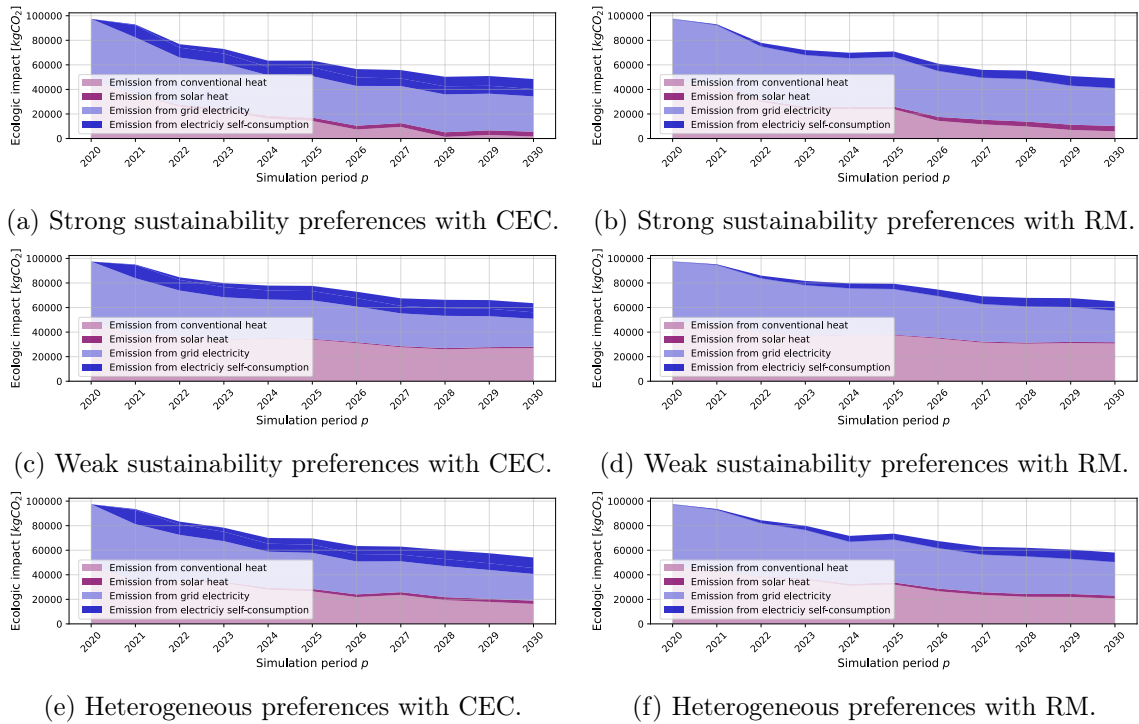 100000
80000
60000
40000
20000
0
Ecologic impact [kgCO₂]
Emission from conventional heat
Emission from solar heat
Emission from grid electricity
Emission from electriciy self-consumption
2020 2021 2022 2023 2024 2025 2026 2027 2028 2029 2030
Simulation period p
(a) Strong sustainability preferences with CEC.
100000
80000
60000
40000
20000
0
Ecologic impact [kgCO₂]
Emission from conventional heat
Emission from solar heat
Emission from grid electricity
Emission from electriciy self-consumption
2020 2021 2022 2023 2024 2025 2026 2027 2028 2029 2030
Simulation period p
(b) Strong sustainability preferences with RM.
100000
80000
60000
40000
20000
0
Ecologic impact [kgCO₂]
Emission from conventional heat
Emission from solar heat
Emission from grid electricity
Emission from electriciy self-consumption
2020 2021 2022 2023 2024 2025 2026 2027 2028 2029 2030
Simulation period p
(c) Weak sustainability preferences with CEC.
100000
80000
60000
40000
20000
0
Ecologic impact [kgCO₂]
Emission from conventional heat
Emission from solar heat
Emission from grid electricity
Emission from electriciy self-consumption
2020 2021 2022 2023 2024 2025 2026 2027 2028 2029 2030
Simulation period p
(d) Weak sustainability preferences with RM.
100000
80000
60000
40000
20000
0
Ecologic impact [kgCO₂]
Emission from conventional heat
Emission from solar heat
Emission from grid electricity
Emission from electriciy self-consumption
2020 2021 2022 2023 2024 2025 2026 2027 2028 2029 2030
Simulation period p
(e) Heterogeneous preferences with CEC.
100000
80000
60000
40000
20000
0
Ecologic impact [kgCO₂]
Emission from conventional heat
Emission from solar heat
Emission from grid electricity
Emission from electriciy self-consumption
2020 2021 2022 2023 2024 2025 2026 2027 2028 2029 2030
Simulation period p
(f) Heterogeneous preferences with RM.